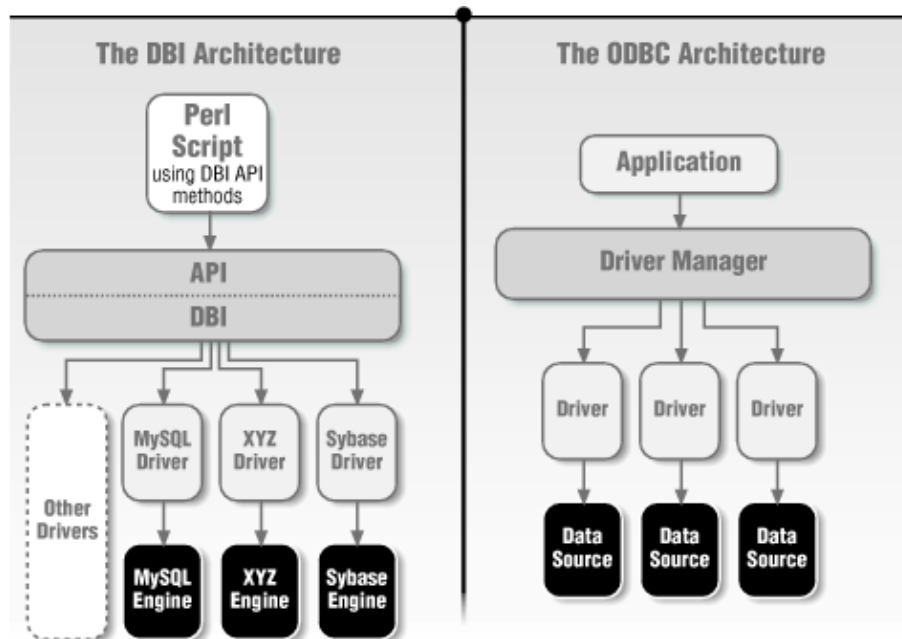 The DBI Architecture
Perl
Script
using DBI API
methods
API
DBI
Other
Drivers
MySQL
Driver
XYZ
Driver
Sybase
Driver
MySQL
Engine
XYZ
Engine
Sybase
Engine
The ODBC Architecture
Application
Driver Manager
Driver
Driver
Driver
Data
Source
Data
Source
Data
Source